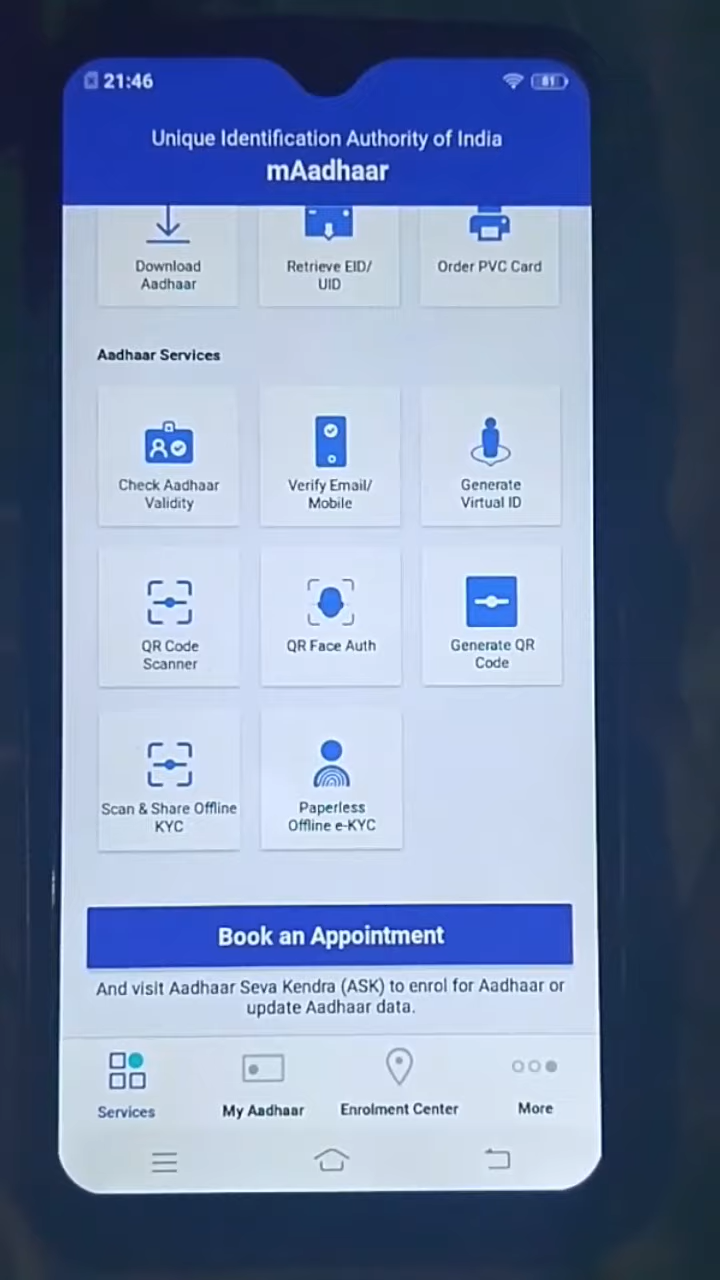 21:46
81
Unique Identification Authority of India
mAadhaar
Download
Aadhaar
Retrieve EID/
UID
Order PVC Card
Aadhaar Services
Check Aadhaar
Validity
Verify Email/
Mobile
Generate
Virtual ID
QR Code
Scanner
QR Face Auth
Generate QR
Code
Scan & Share Offline
KYC
Paperless
Offline e-KYC
Book an Appointment
And visit Aadhaar Seva Kendra (ASK) to enrol for Aadhaar or
update Aadhaar data.
Services
My Aadhaar
Enrolment Center
More